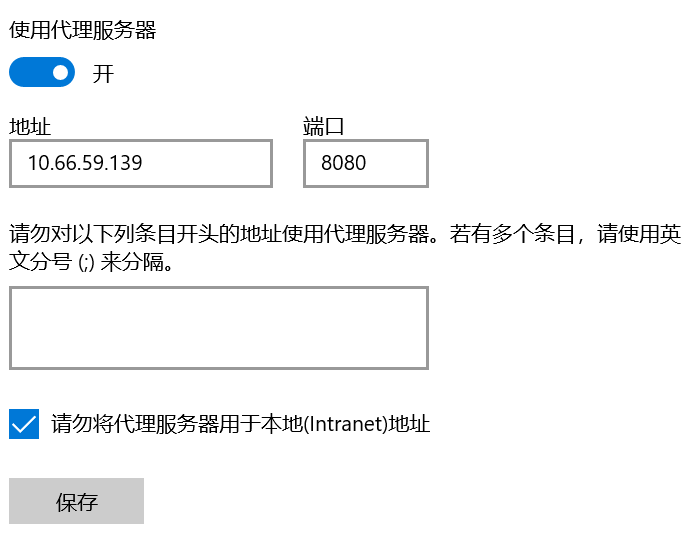 使用代理服务器
开
地址 端口
10.66.59.139 8080
请勿对以下列条目开头的地址使用代理服务器。若有多个条目，请使用英
文分号 (;) 来分隔。
请勿将代理服务器用于本地(Intranet)地址
保存